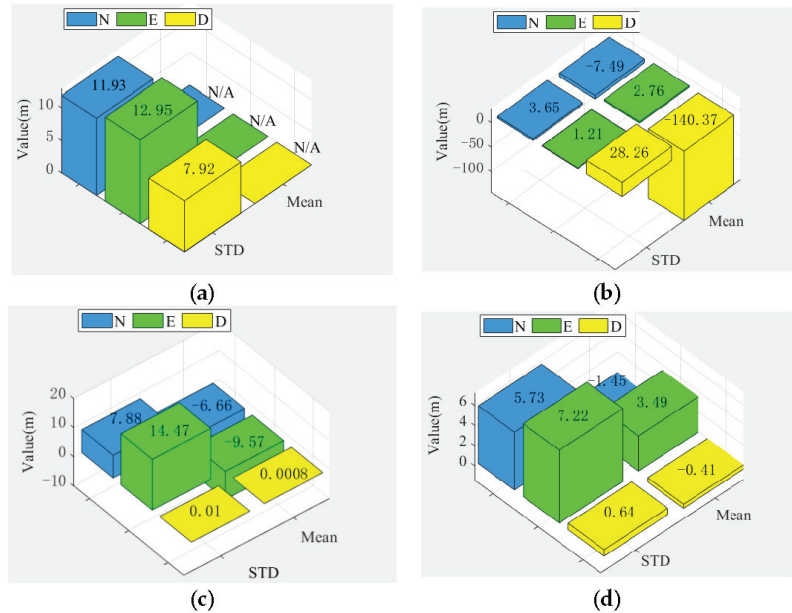 N E D
Value(m)
10
5
0
11.93
12.95
7.92
N/A
N/A
N/A
STD
Mean
(a)
N E D
Value(m)
0
-50
-100
3.65
1.21
28.26
-7.49
2.76
-140.37
STD
Mean
(b)
N E D
Value(m)
20
10
0
-10
7.88
14.47
0.01
-6.66
-9.57
0.0008
STD
Mean
(c)
N E D
Value(m)
6
4
2
0
5.73
7.22
0.64
-1.45
3.49
-0.41
STD
Mean
(d)